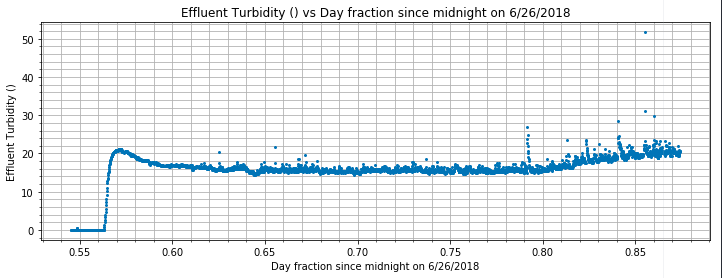 Effluent Turbidity () vs Day fraction since midnight on 6/26/2018
Effluent Turbidity ()
50
40
30
20
10
0
0.55 0.60 0.65 0.70 0.75 0.80 0.85
Day fraction since midnight on 6/26/2018